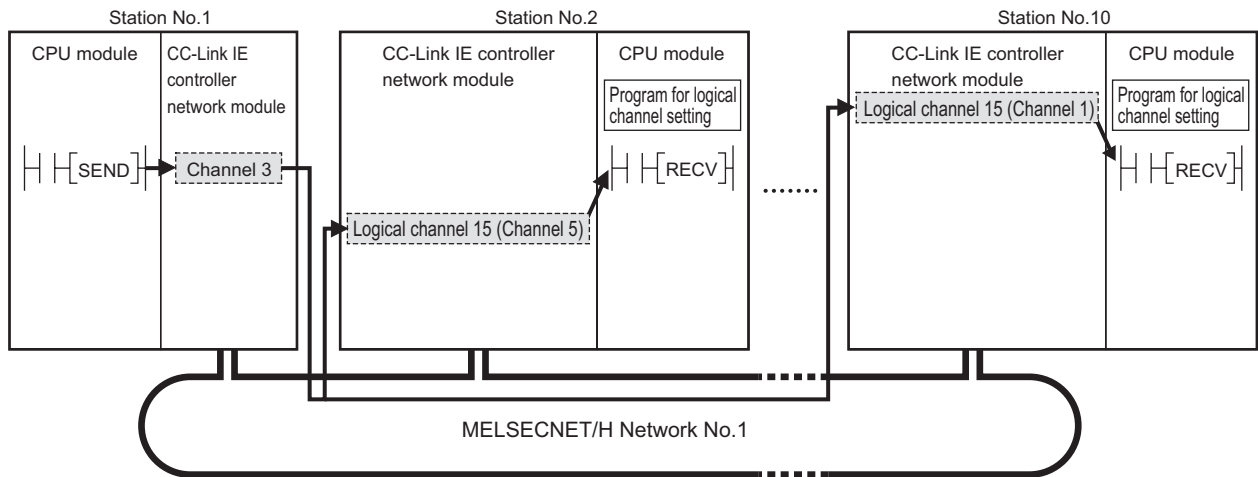 Station No.1
CPU module
CC-Link IE
controller
network module
SEND
Channel 3
Station No.2
CC-Link IE controller
network module
CPU module
Program for logical
channel setting
RECV
Logical channel 15 (Channel 5)
.......
Station No.10
CC-Link IE controller
network module
CPU module
Logical channel 15 (Channel 1)
Program for logical
channel setting
RECV
MELSECNET/H Network No.1